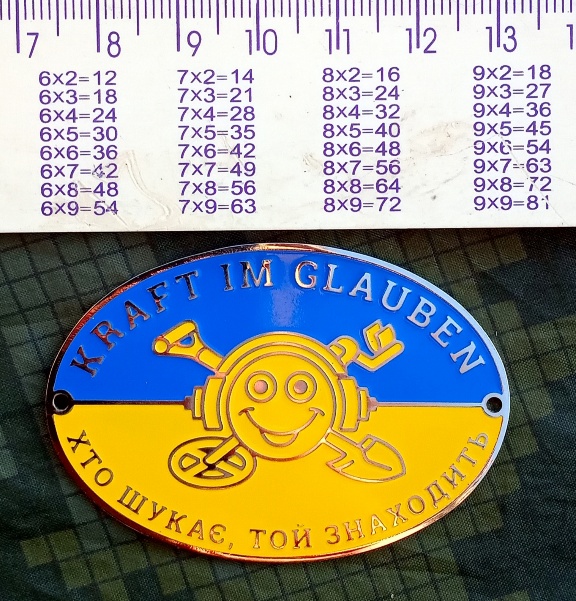 7 8 9 10 11 12 13
6×2=12 7×2=14 8×2=16 9×2=18
6×3=18 7×3=21 8×3=24 9×3=27
6×4=24 7×4=28 8×4=32 9×4=36
6×5=30 7×5=35 8×5=40 9×5=45
6×6=36 7×6=42 8×6=48 9×6=54
6×7=42 7×7=49 8×7=56 9×7=63
6×8=48 7×8=56 8×8=64 9×8=72
6×9=54 7×9=63 8×9=72 9×9=81
KRAFT IM GLAUBEN
ХТО ШУКАЄ, ТОЙ ЗНАХОДИТЬ